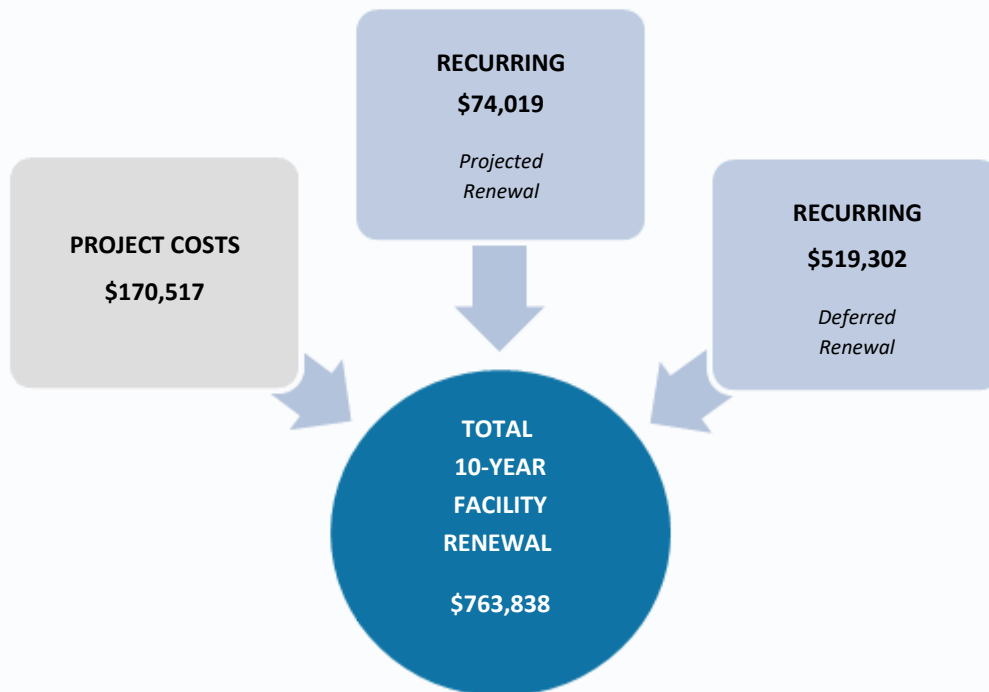 RECURRING
$74,019
Projected
Renewal
PROJECT COSTS
$170,517
RECURRING
$519,302
Deferred
Renewal
TOTAL
10-YEAR
FACILITY
RENEWAL
$763,838